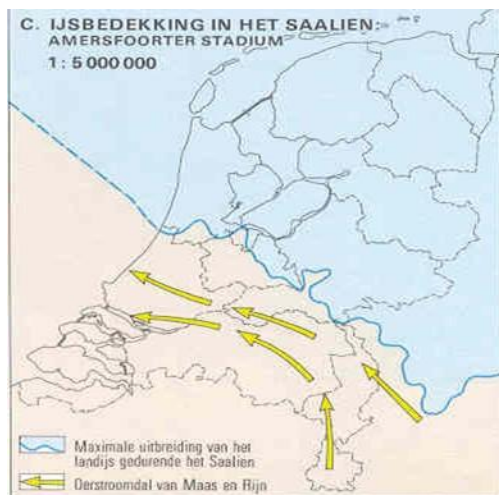 C. IJSBEDEKKING IN HET SAALIEN:
AMERSFOORTER STADIUM
1 : 5 000 000
Maximale uitbreiding van het
landijs gedurende het Saalien
Oerstroomdal van Maas en Rijn